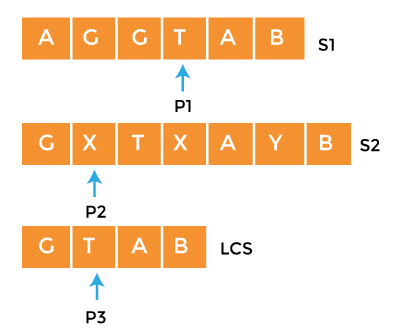 A G G T A B S1
P1
G X T X A Y B S2
P2
G T A B LCS
P3